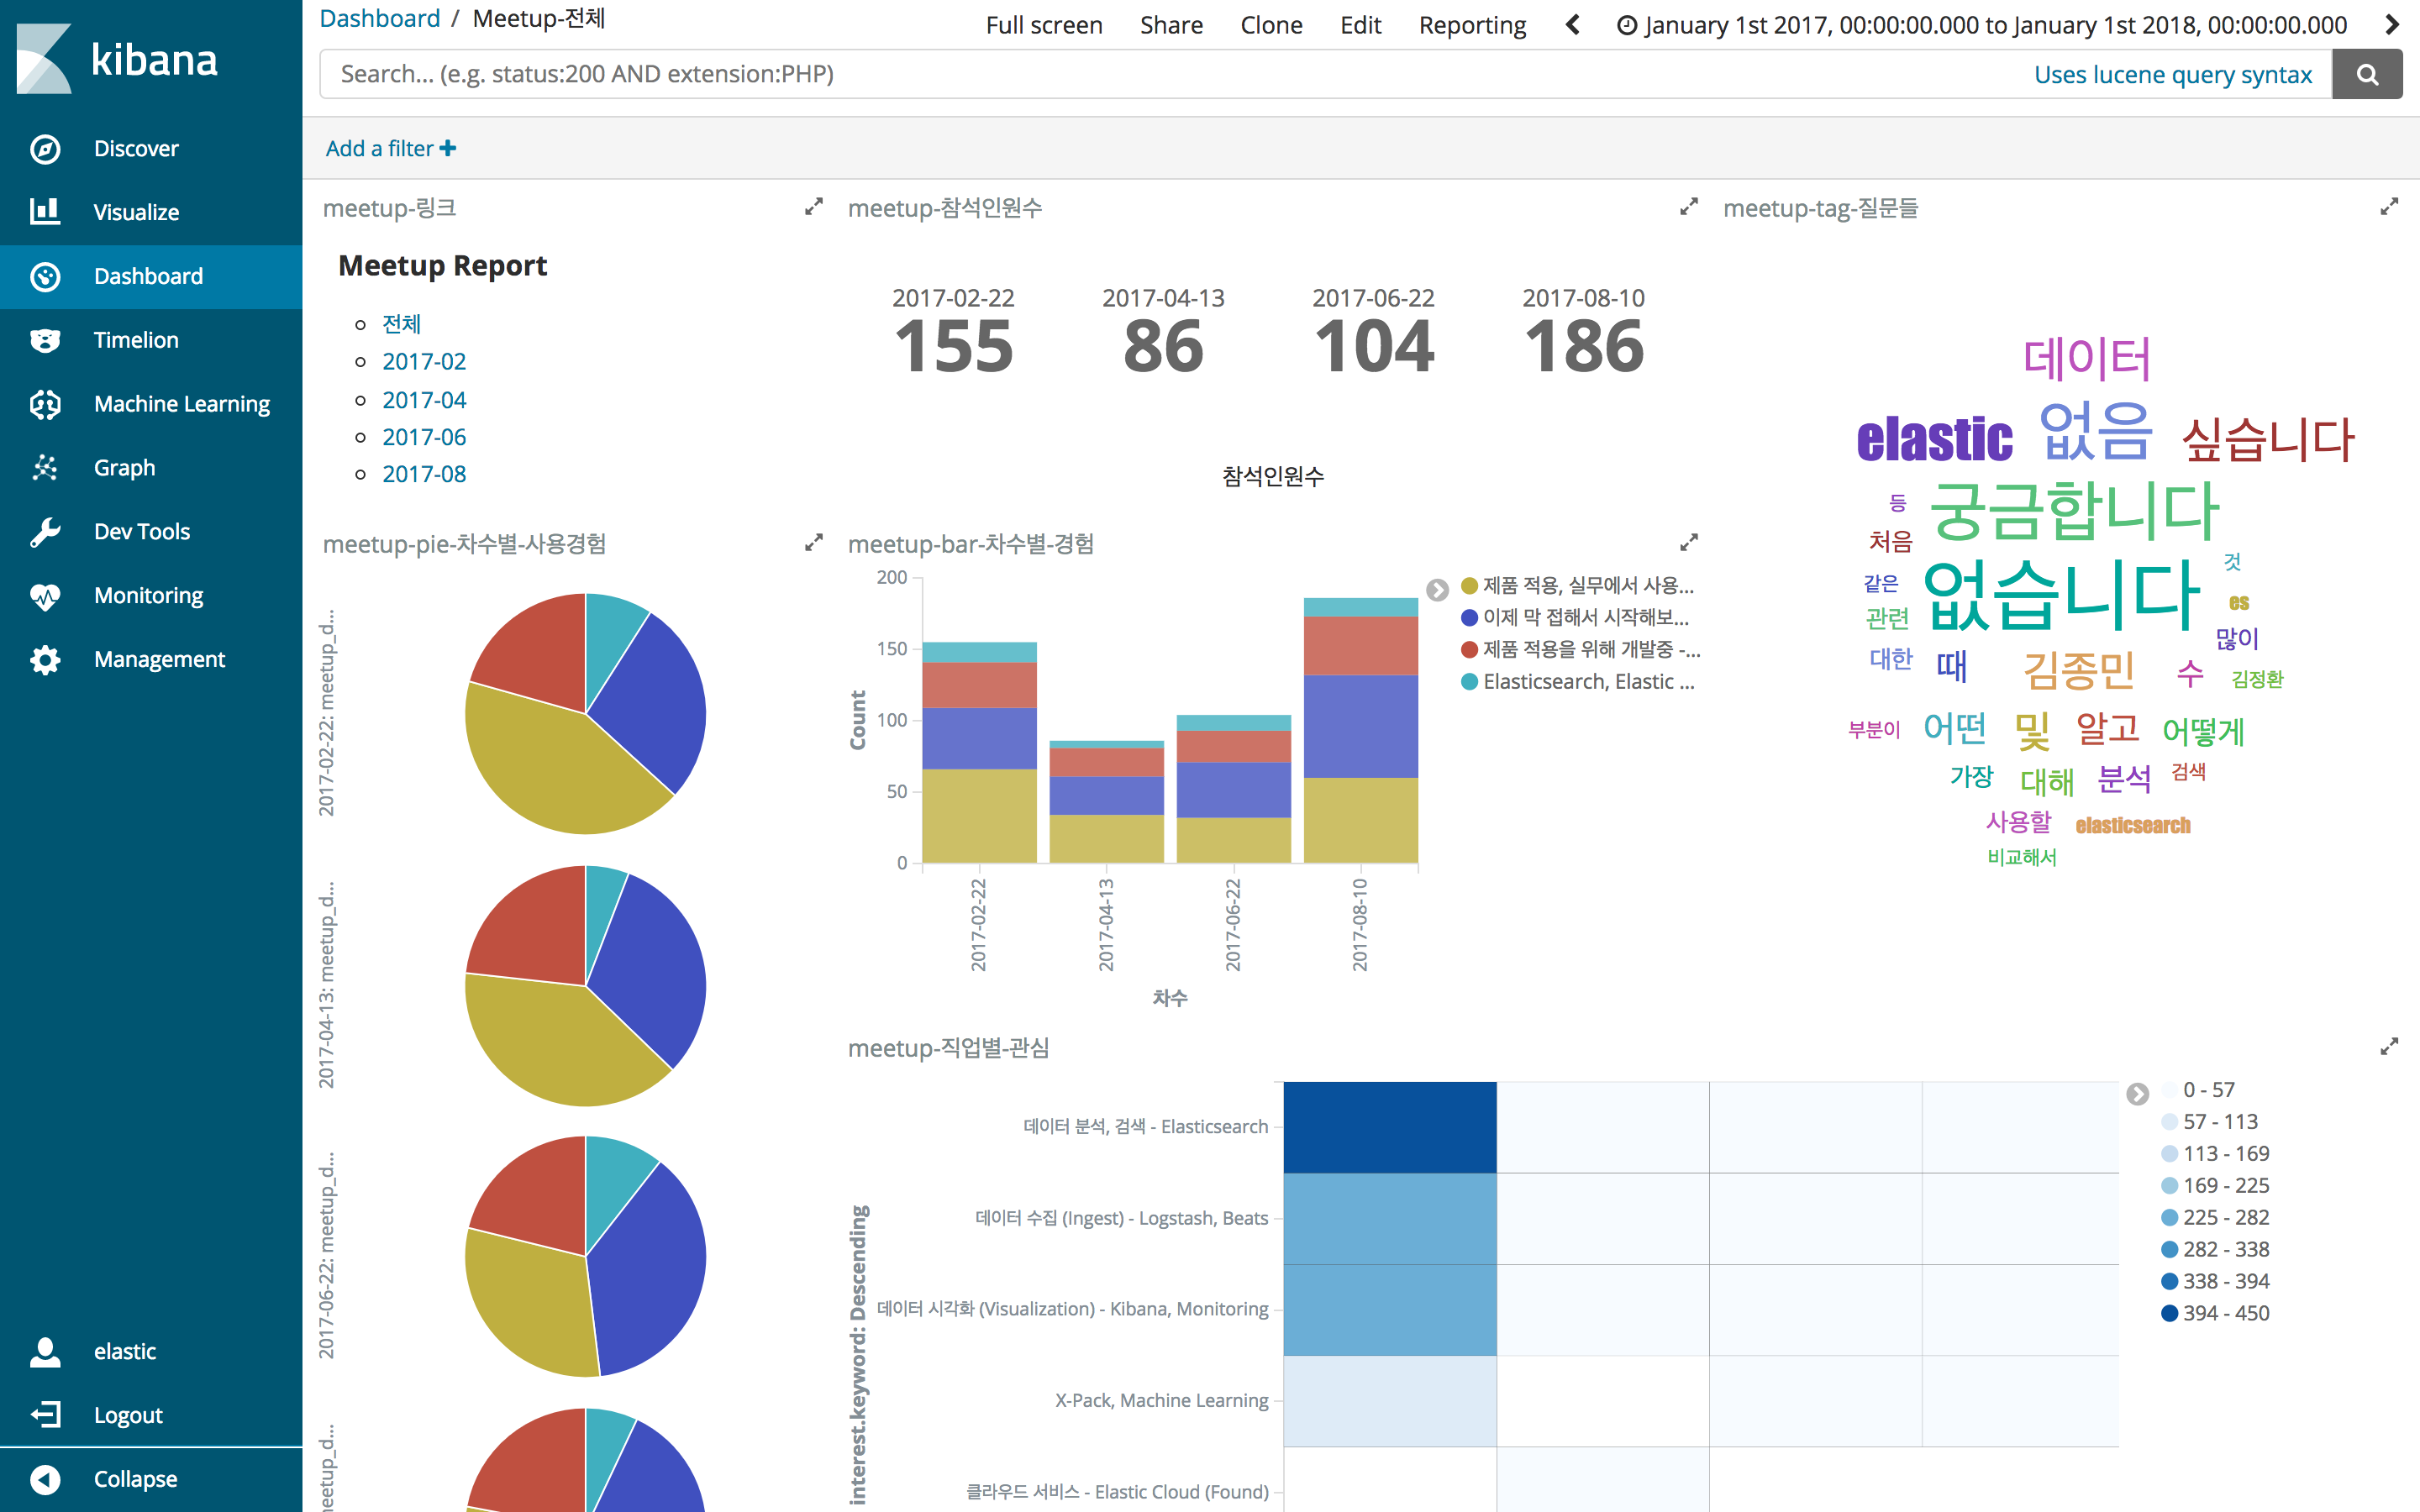 kibana
Discover
Visualize
Dashboard
Timelion
Machine Learning
Graph
Dev Tools
Monitoring
Management
elastic
Logout
Collapse
Dashboard / Meetup-전체
Full screen Share Clone Edit Reporting January 1st 2017, 00:00:00.000 to January 1st 2018, 00:00:00.000
Search... (e.g. status:200 AND extension:PHP) Uses lucene query syntax
Add a filter
meetup-링크
Meetup Report
전체
2017-02
2017-04
2017-06
2017-08
meetup-참석인원수
2017-02-22 2017-04-13 2017-06-22 2017-08-10
155 86 104 186
참석인원수
meetup-tag-질문들
데이터
elastic 없음 싶습니다
등 궁금합니다
처음
없습니다 것
같은
es
관련
많이
대한 때 김종민 수 김정환
부분이 어떤 및 알고 어떻게
가장 대해 분석 검색
사용할 elasticsearch
비교해서
meetup-pie-차수별-사용경험
2017-02-22: meetup_d...
2017-04-13: meetup_d...
2017-06-22: meetup_d...
eetup_d...
meetup-bar-차수별-경험
Count
200
150
100
50
0
2017-02-22
2017-04-13
2017-06-22
2017-08-10
차수
제품 적용, 실무에서 사용...
이제 막 접해서 시작해보...
제품 적용을 위해 개발중 -...
Elasticsearch, Elastic ...
meetup-직업별-관심
interest.keyword: Descending
데이터 분석, 검색 - Elasticsearch
데이터 수집 (Ingest) - Logstash, Beats
데이터 시각화 (Visualization) - Kibana, Monitoring
X-Pack, Machine Learning
클라우드 서비스 - Elastic Cloud (Found)
0 - 57
57 - 113
113 - 169
169 - 225
225 - 282
282 - 338
338 - 394
394 - 450